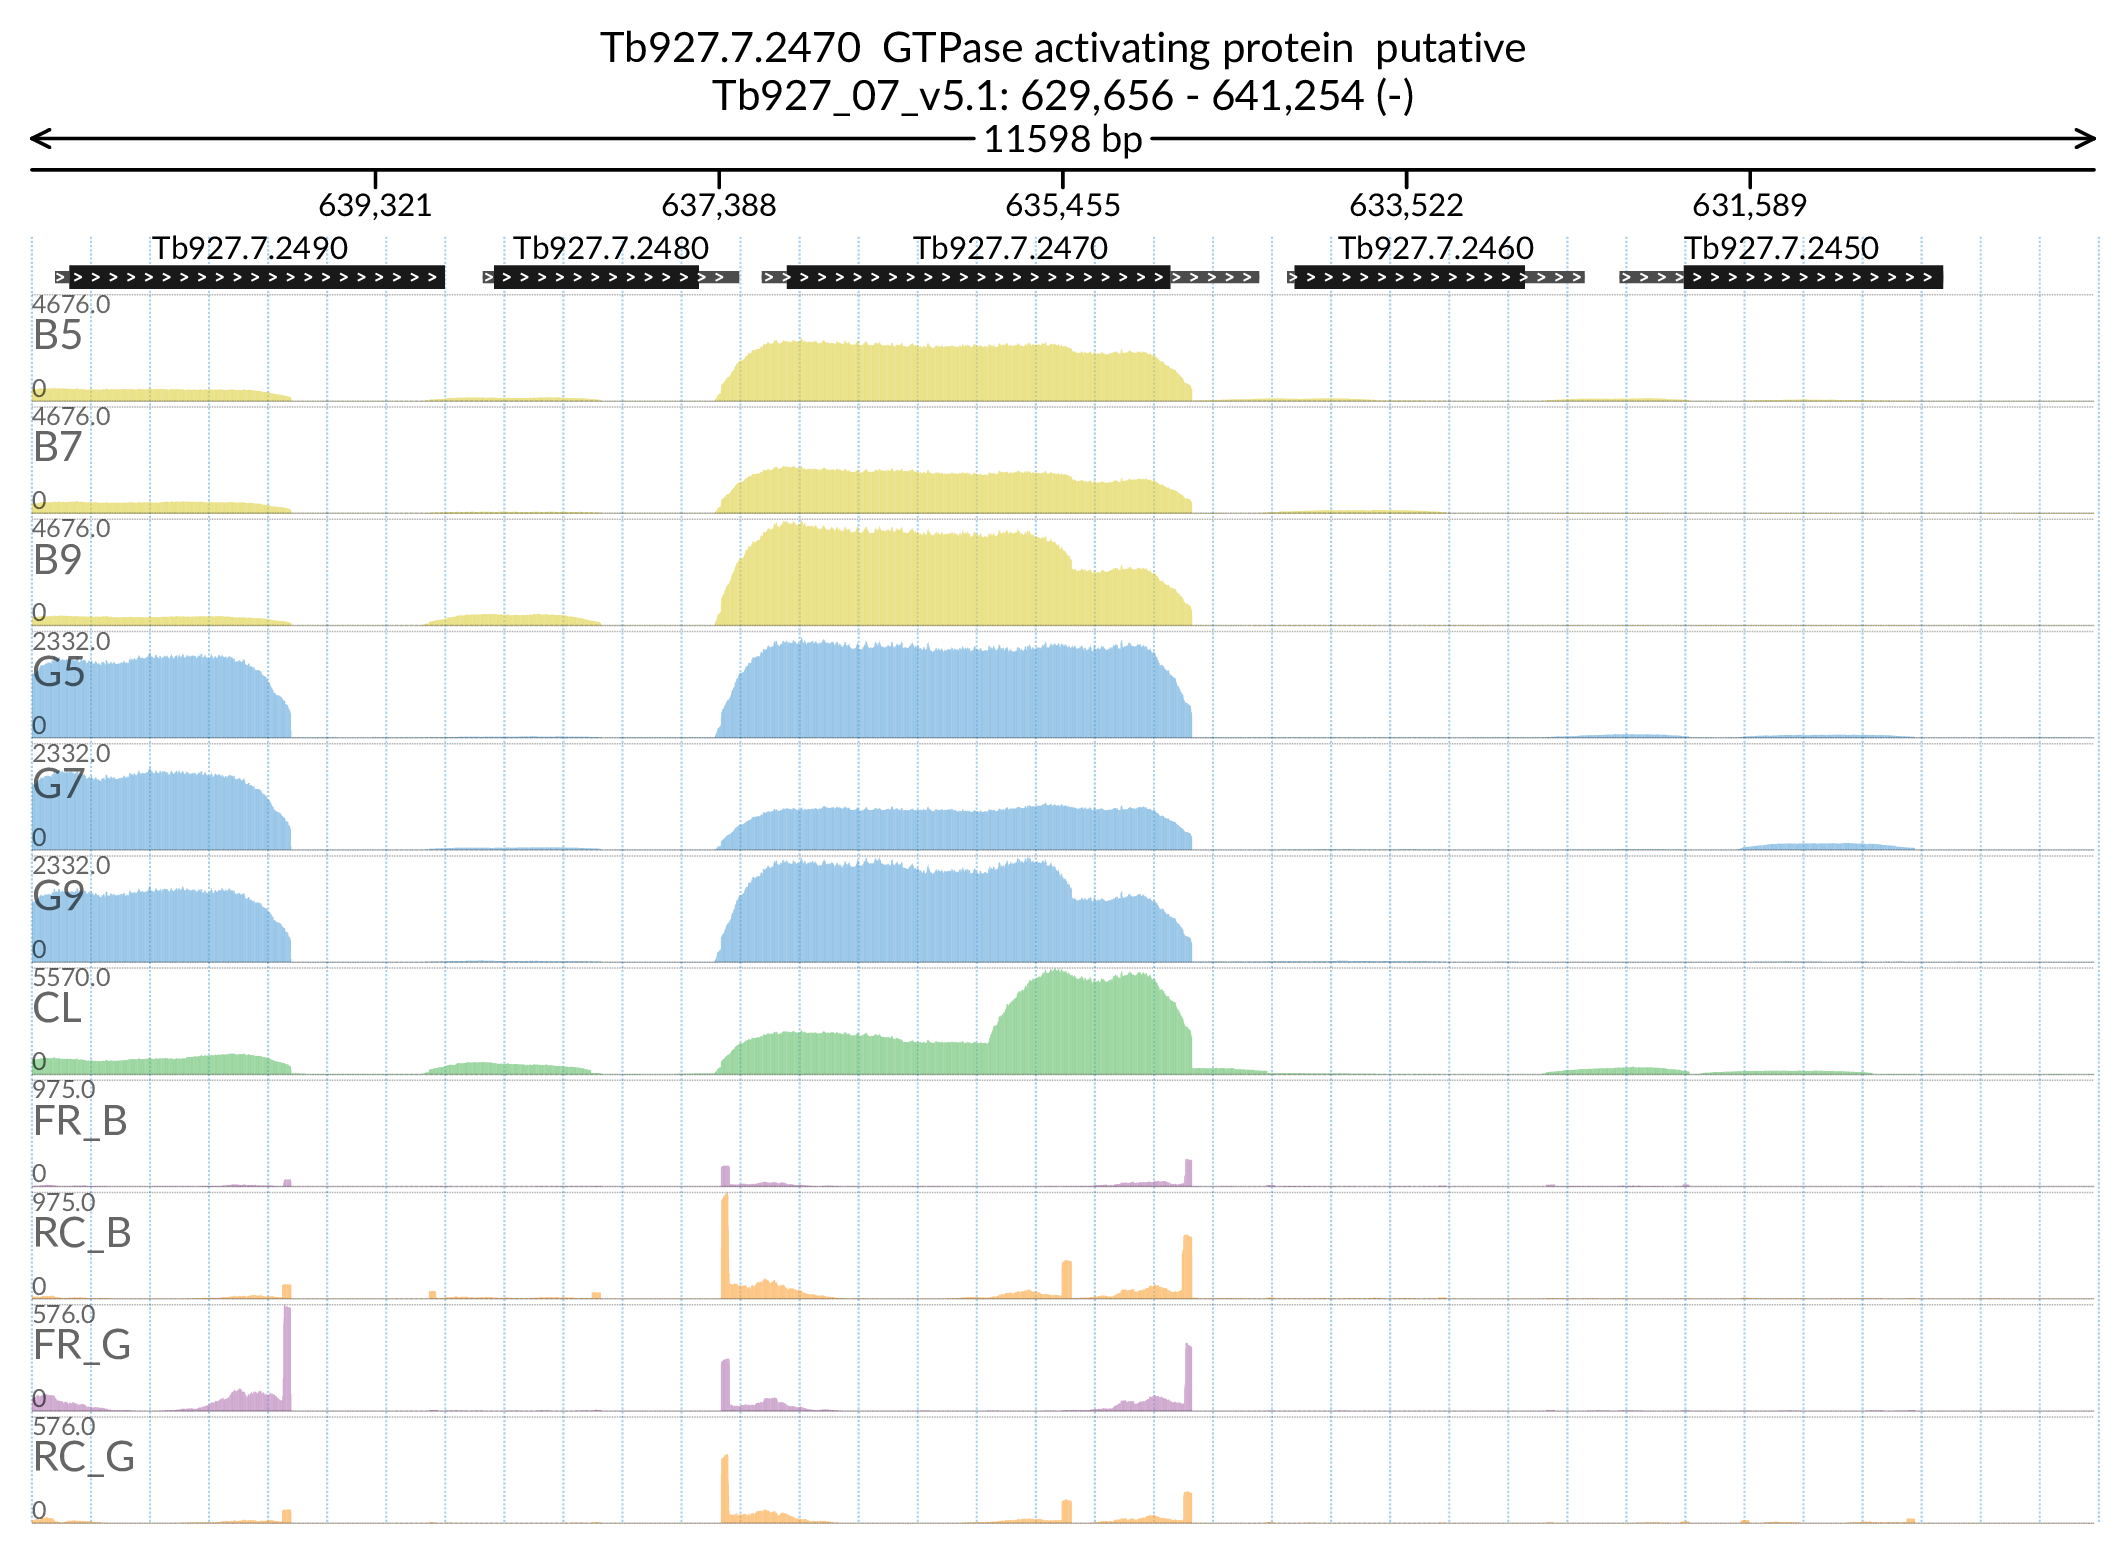 Tb927.7.2470  GTPase activating protein  putative
Tb927_07_v5.1: 629,656 - 641,254 (-)
11598 bp
639,321 637,388 635,455 633,522 631,589
Tb927.7.2490 Tb927.7.2480 Tb927.7.2470 Tb927.7.2460 Tb927.7.2450
4676.0
B5
0
4676.0
B7
0
4676.0
B9
0
2332.0
G5
0
2332.0
G7
0
2332.0
G9
0
5570.0
CL
0
975.0
FR_B
0
975.0
RC_B
0
576.0
FR_G
0
576.0
RC_G
0